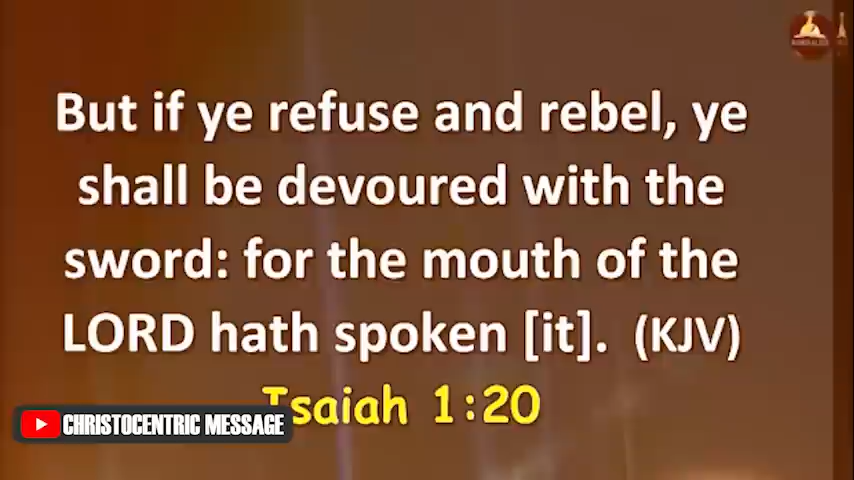 But if ye refuse and rebel, ye
shall be devoured with the
sword: for the mouth of the
LORD hath spoken [it]. (KJV)
Isaiah 1:20
CHRISTOCENTRIC MESSAGE